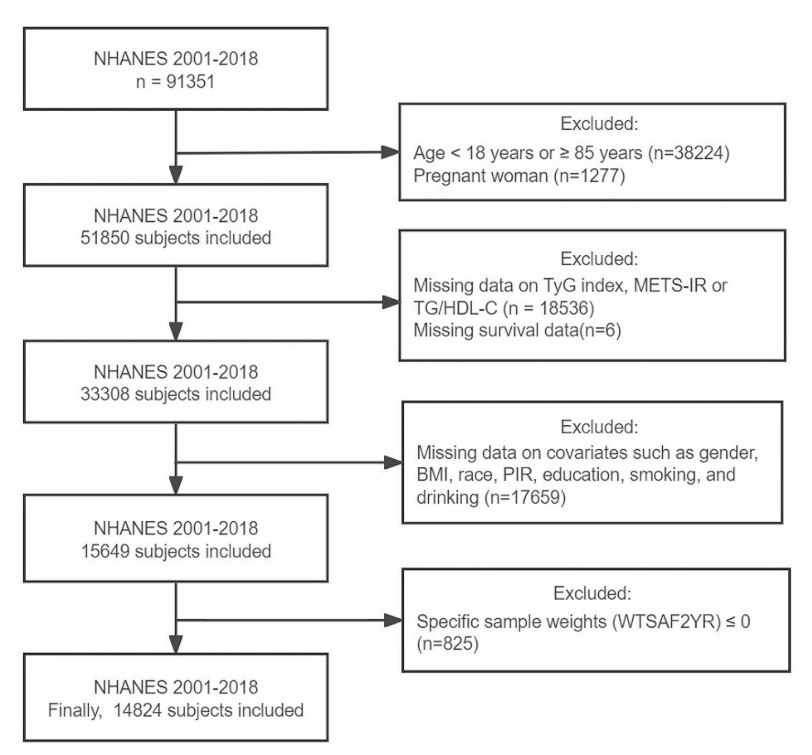 NHANES 2001-2018
n = 91351
Excluded:
Age < 18 years or ≥ 85 years (n=38224)
Pregnant woman (n=1277)
NHANES 2001-2018
51850 subjects included
Excluded:
Missing data on TyG index, METS-IR or
TG/HDL-C (n = 18536)
Missing survival data(n=6)
NHANES 2001-2018
33308 subjects included
Excluded:
Missing data on covariates such as gender,
BMI, race, PIR, education, smoking, and
drinking (n=17659)
NHANES 2001-2018
15649 subjects included
Excluded:
Specific sample weights (WTSAF2YR) ≤ 0
(n=825)
NHANES 2001-2018
Finally, 14824 subjects included